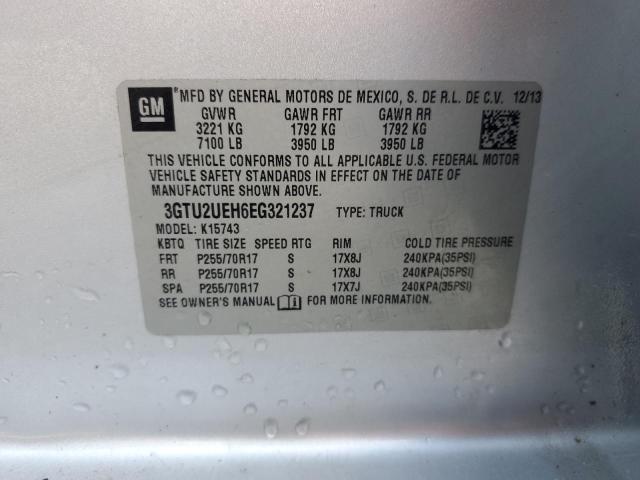 GM
MFD BY GENERAL MOTORS DE MEXICO, S. DE R.L. DE C.V. 12/13
GVWR GAWR FRT GAWR RR
3221 KG 1792 KG 1792 KG
7100 LB 3950 LB 3950 LB
THIS VEHICLE CONFORMS TO ALL APPLICABLE U.S. FEDERAL MOTOR
VEHICLE SAFETY STANDARDS IN EFFECT ON THE DATE OF
MANUFACTURE SHOWN ABOVE.
3GTU2UEH6EG321237 TYPE: TRUCK
MODEL: K15743
KBTQ TIRE SIZE SPEED RTG RIM COLD TIRE PRESSURE
FRT P255/70R17 S 17X8J 240KPA(35PSI)
RR P255/70R17 S 17X8J 240KPA(35PSI)
SPA P255/70R17 S 17X7J 240KPA(35PSI)
SEE OWNER'S MANUAL FOR MORE INFORMATION.